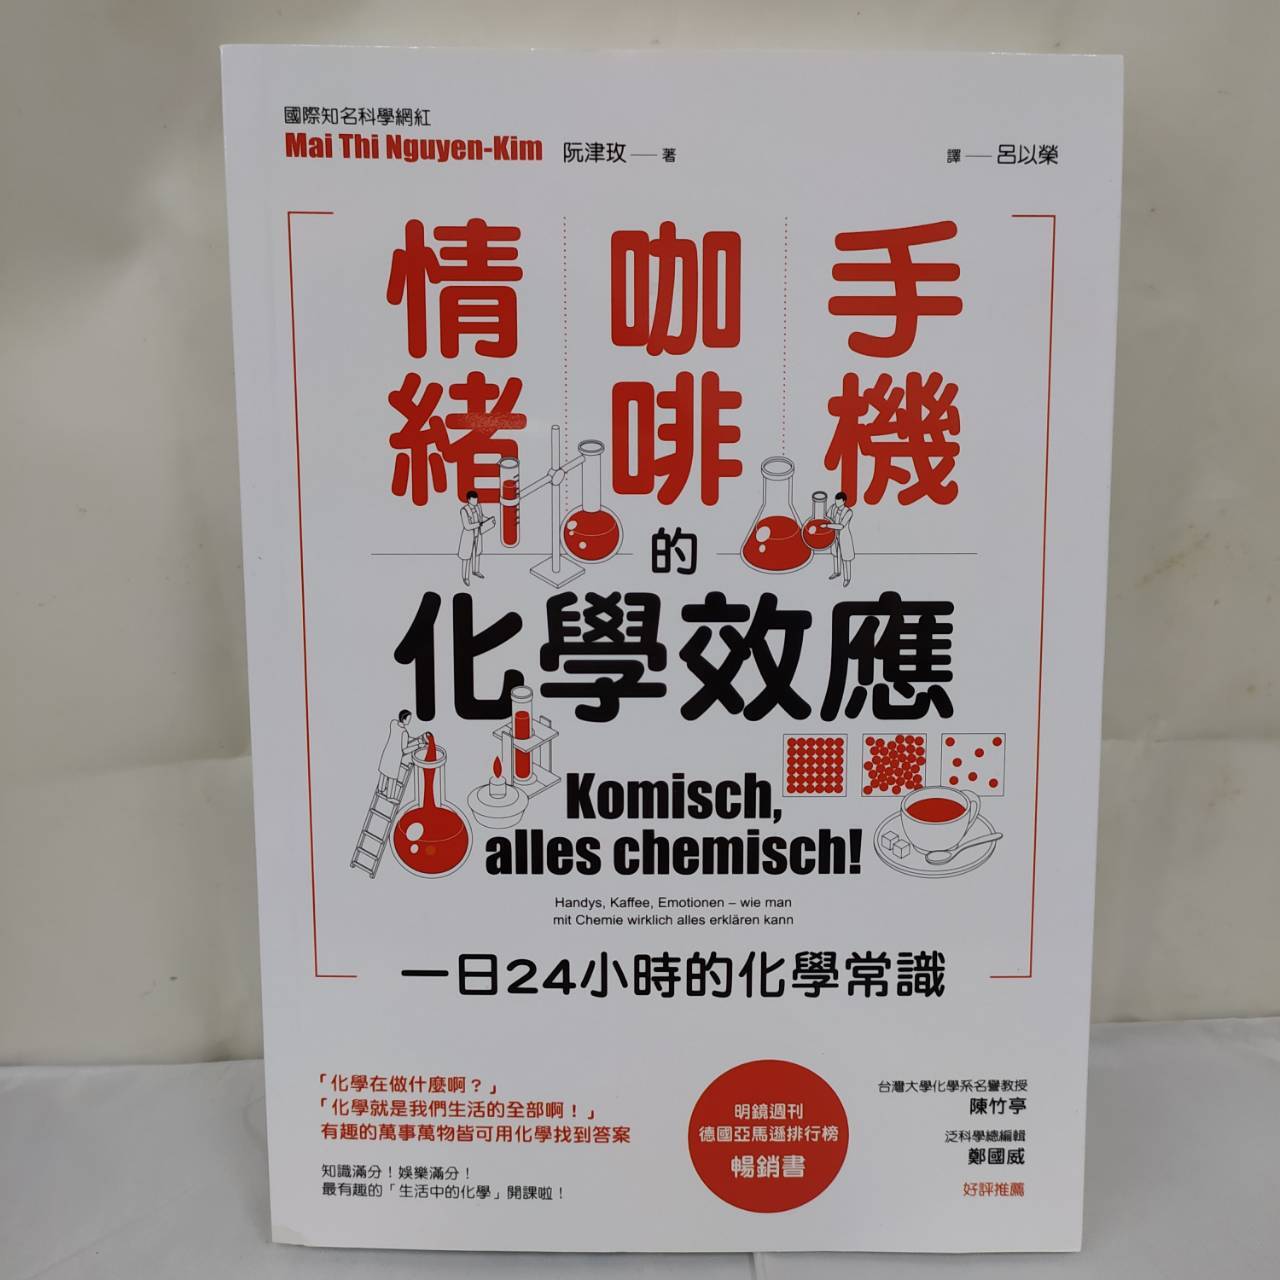 國際知名科學網紅
Mai Thi Nguyen-Kim 阮津玫 著
譯 呂以榮
手機
咖啡
情緒
的
化學效應
Komisch,
alles chemisch!
Handys, Kaffee, Emotionen – wie man
mit Chemie wirklich alles erklären kann
一日24小時的化學常識
「化學在做什麼啊？」
「化學就是我們生活的全部啊！」
有趣的萬事萬物皆可用化學找到答案
知識滿分！娛樂滿分！
最有趣的「生活中的化學」開課啦！
明鏡週刊
德國亞馬遜排行榜
暢銷書
台灣大學化學系名譽教授
陳竹亭
泛科學總編輯
鄭國威
好評推薦